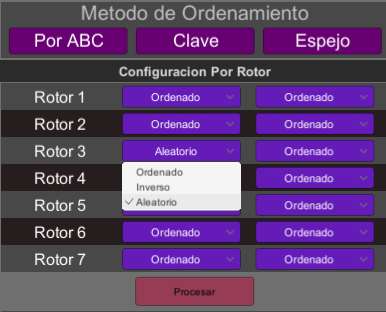 Metodo de Ordenamiento
Por ABC Clave Espejo
Configuracion Por Rotor
Rotor 1 Ordenado Ordenado
Rotor 2 Ordenado Ordenado
Rotor 3 Aleatorio Ordenado
Ordenado
Inverso
Aleatorio
Rotor 4 Ordenado
Rotor 5 Ordenado
Rotor 6 Ordenado Ordenado
Rotor 7 Ordenado Ordenado
Procesar